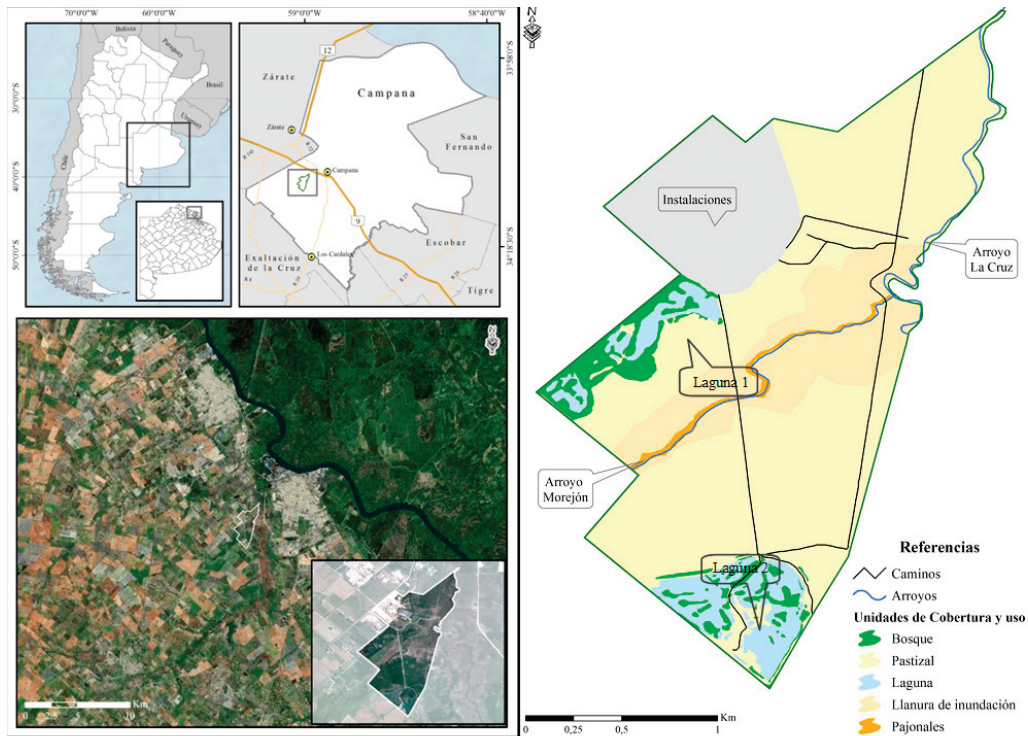 70°0'0"W
60°0'0"W
30°0'0"S
40°0'0"S
50°0'0"S
Bolivia
Paraguay
Brasil
Uruguay
Chile
59°0'0"W
58°40'0"W
33°58'0"S
34°18'30"S
12
Zárate
Campana
Zárate
San
Fernando
Campana
9
Los Cardales
Escobar
Exaltación
de la Cruz
Tigre
Km
0 2,5 5 10
N
Instalaciones
Arroyo
La Cruz
Laguna 1
Arroyo
Morejón
Laguna 2
Km
0 0,25 0,5 1
Referencias
Caminos
Arroyos
Unidades de Cobertura y uso
Bosque
Pastizal
Laguna
Llanura de inundación
Pajonales